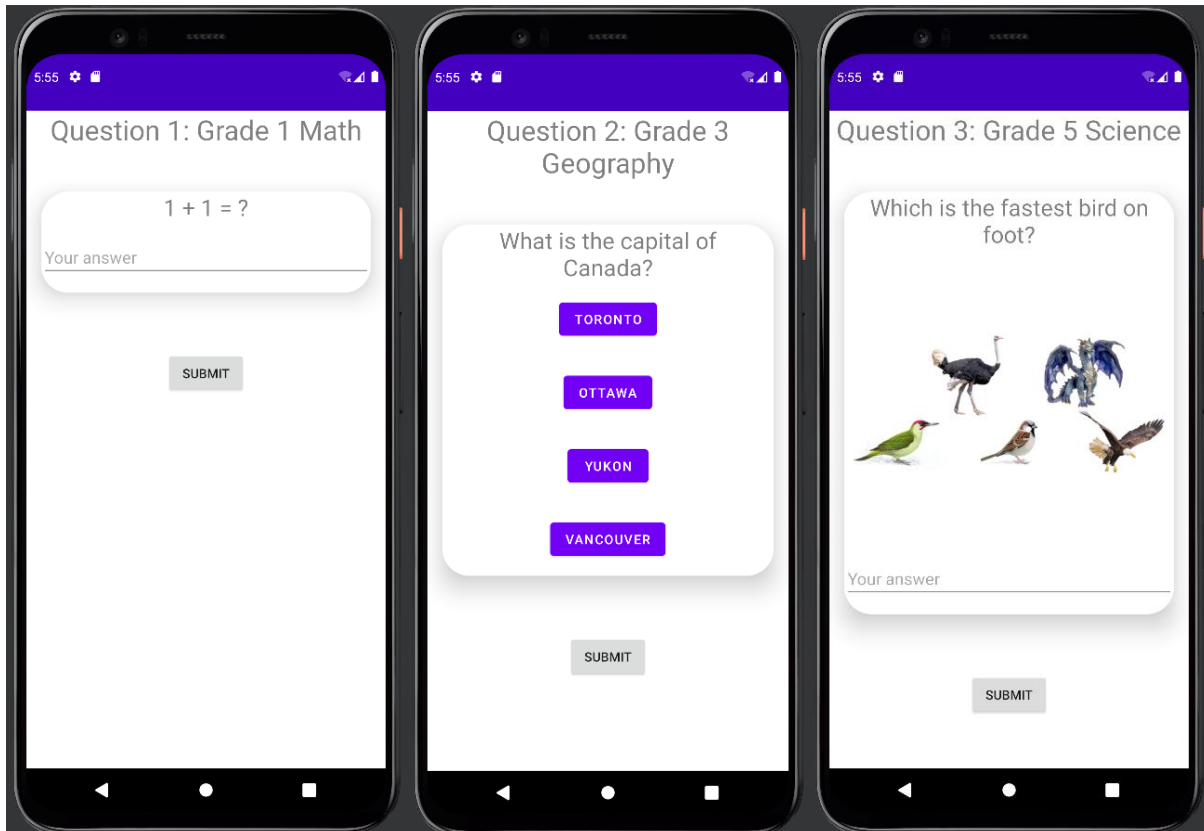 5:55
Question 1: Grade 1 Math
1 + 1 = ?
Your answer
SUBMIT
5:55
Question 2: Grade 3
Geography
What is the capital of
Canada?
TORONTO
OTTAWA
YUKON
VANCOUVER
SUBMIT
5:55
Question 3: Grade 5 Science
Which is the fastest bird on
foot?
Your answer
SUBMIT